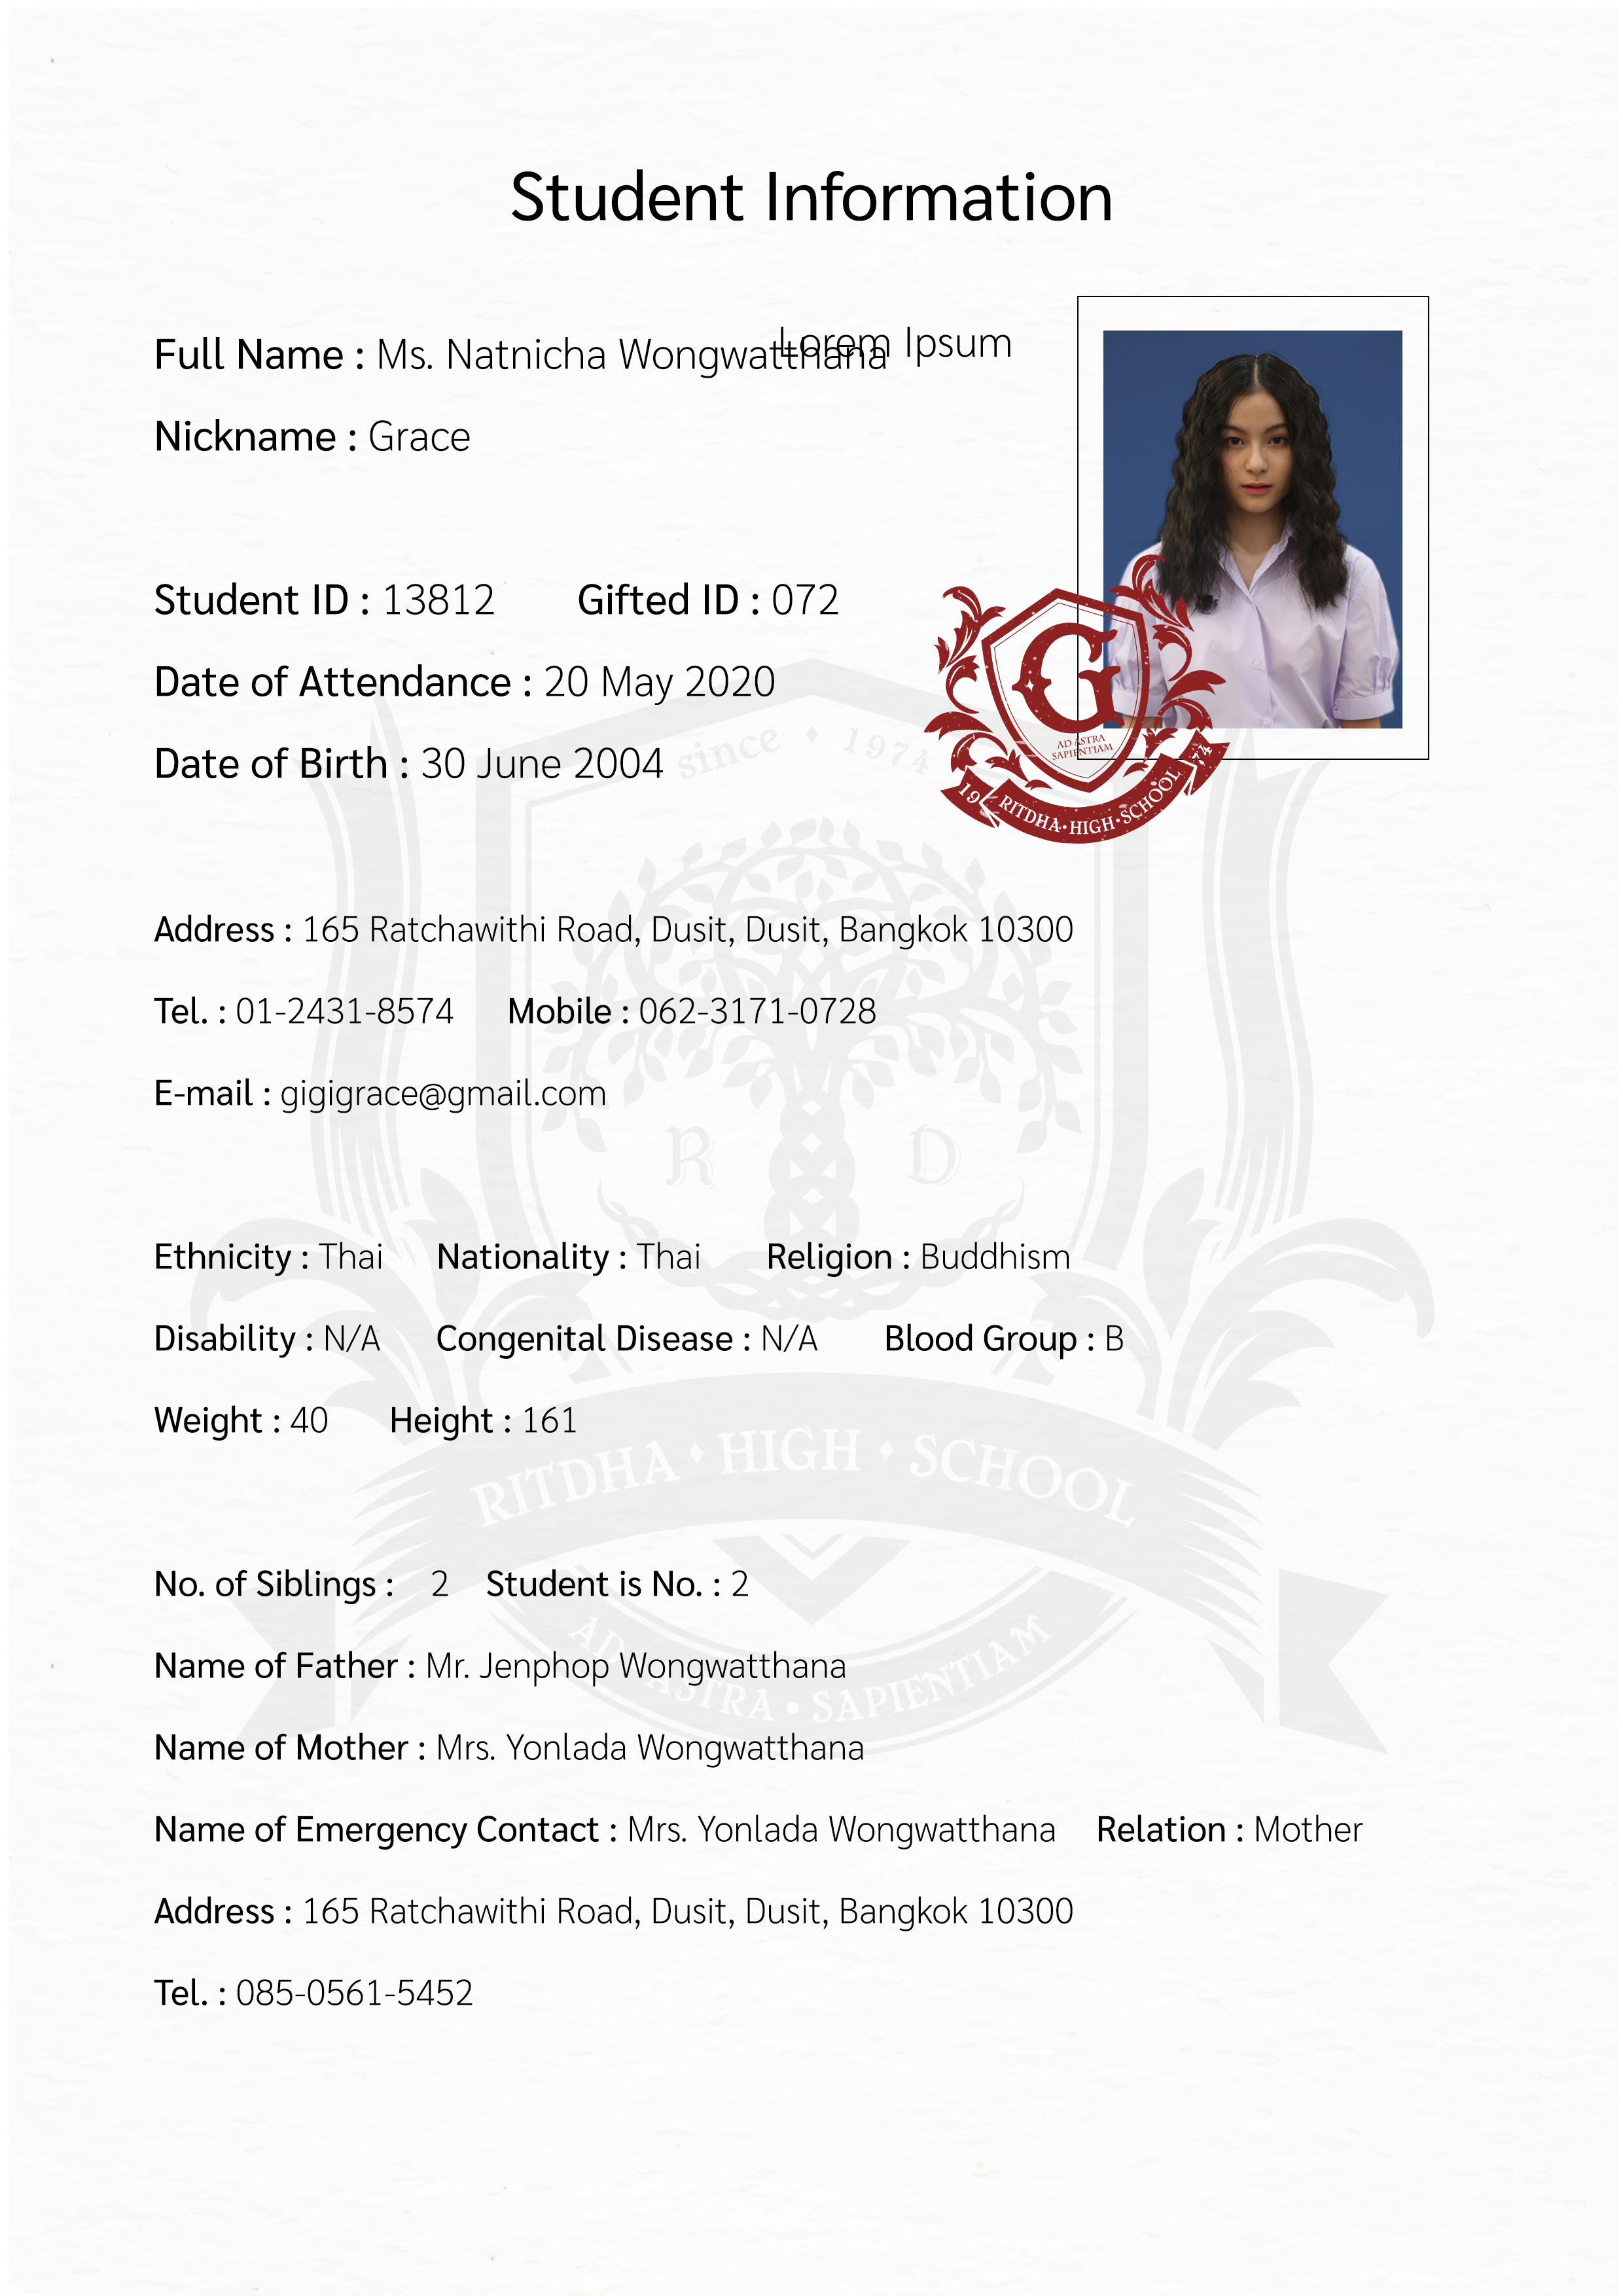 Student Information
Full Name : Ms. Natnicha Wongwatthana
Lorem Ipsum
Nickname : Grace
Student ID : 13812 Gifted ID : 072
Date of Attendance : 20 May 2020
Date of Birth : 30 June 2004
since ♦ 1974
G
AD ASTRA
SAPIENTIAM
19 RITDHA • HIGH • SCHOOL 74
Address : 165 Ratchawithi Road, Dusit, Dusit, Bangkok 10300
Tel. : 01-2431-8574 Mobile : 062-3171-0728
E-mail : gigigrace@gmail.com
R D
Ethnicity : Thai Nationality : Thai Religion : Buddhism
Disability : N/A Congenital Disease : N/A Blood Group : B
Weight : 40 Height : 161
RITDHA ♦ HIGH ♦ SCHOOL
No. of Siblings : 2 Student is No. : 2
Name of Father : Mr. Jenphop Wongwatthana
AD ASTRA • SAPIENTIAM
Name of Mother : Mrs. Yonlada Wongwatthana
Name of Emergency Contact : Mrs. Yonlada Wongwatthana Relation : Mother
Address : 165 Ratchawithi Road, Dusit, Dusit, Bangkok 10300
Tel. : 085-0561-5452